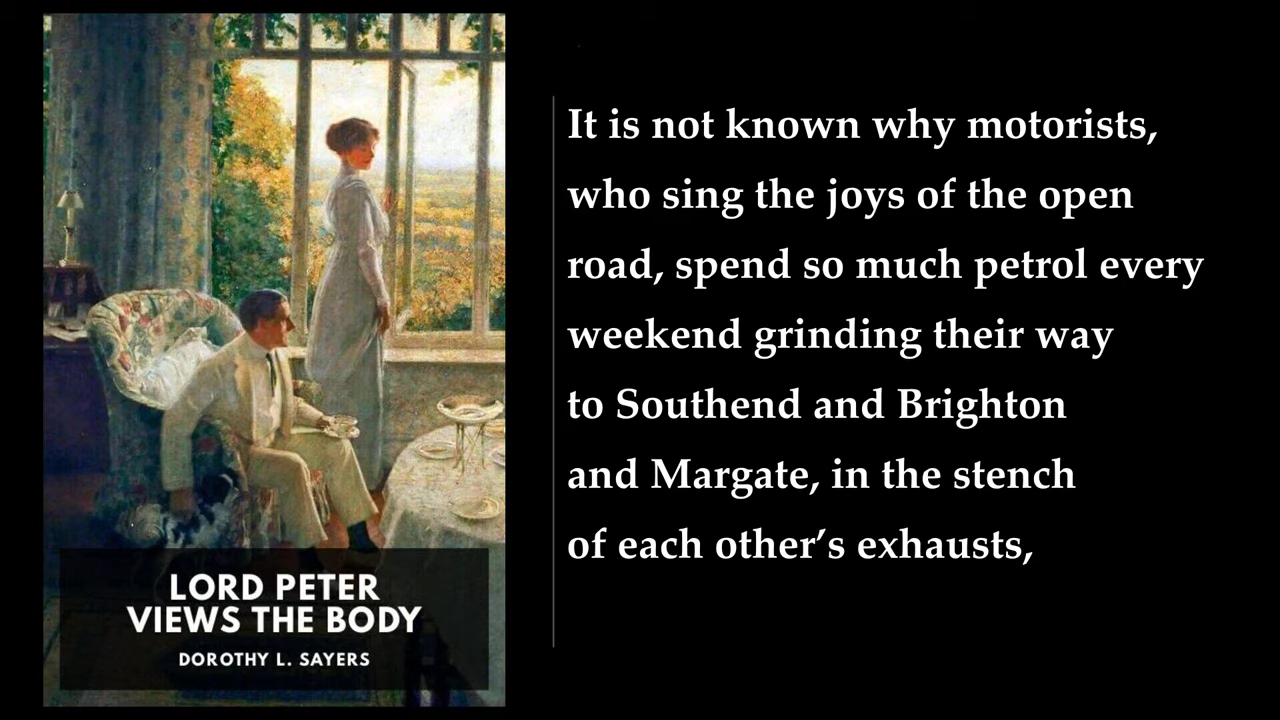 LORD PETER
VIEWS THE BODY
DOROTHY L. SAYERS
It is not known why motorists,
who sing the joys of the open
road, spend so much petrol every
weekend grinding their way
to Southend and Brighton
and Margate, in the stench
of each other’s exhausts,